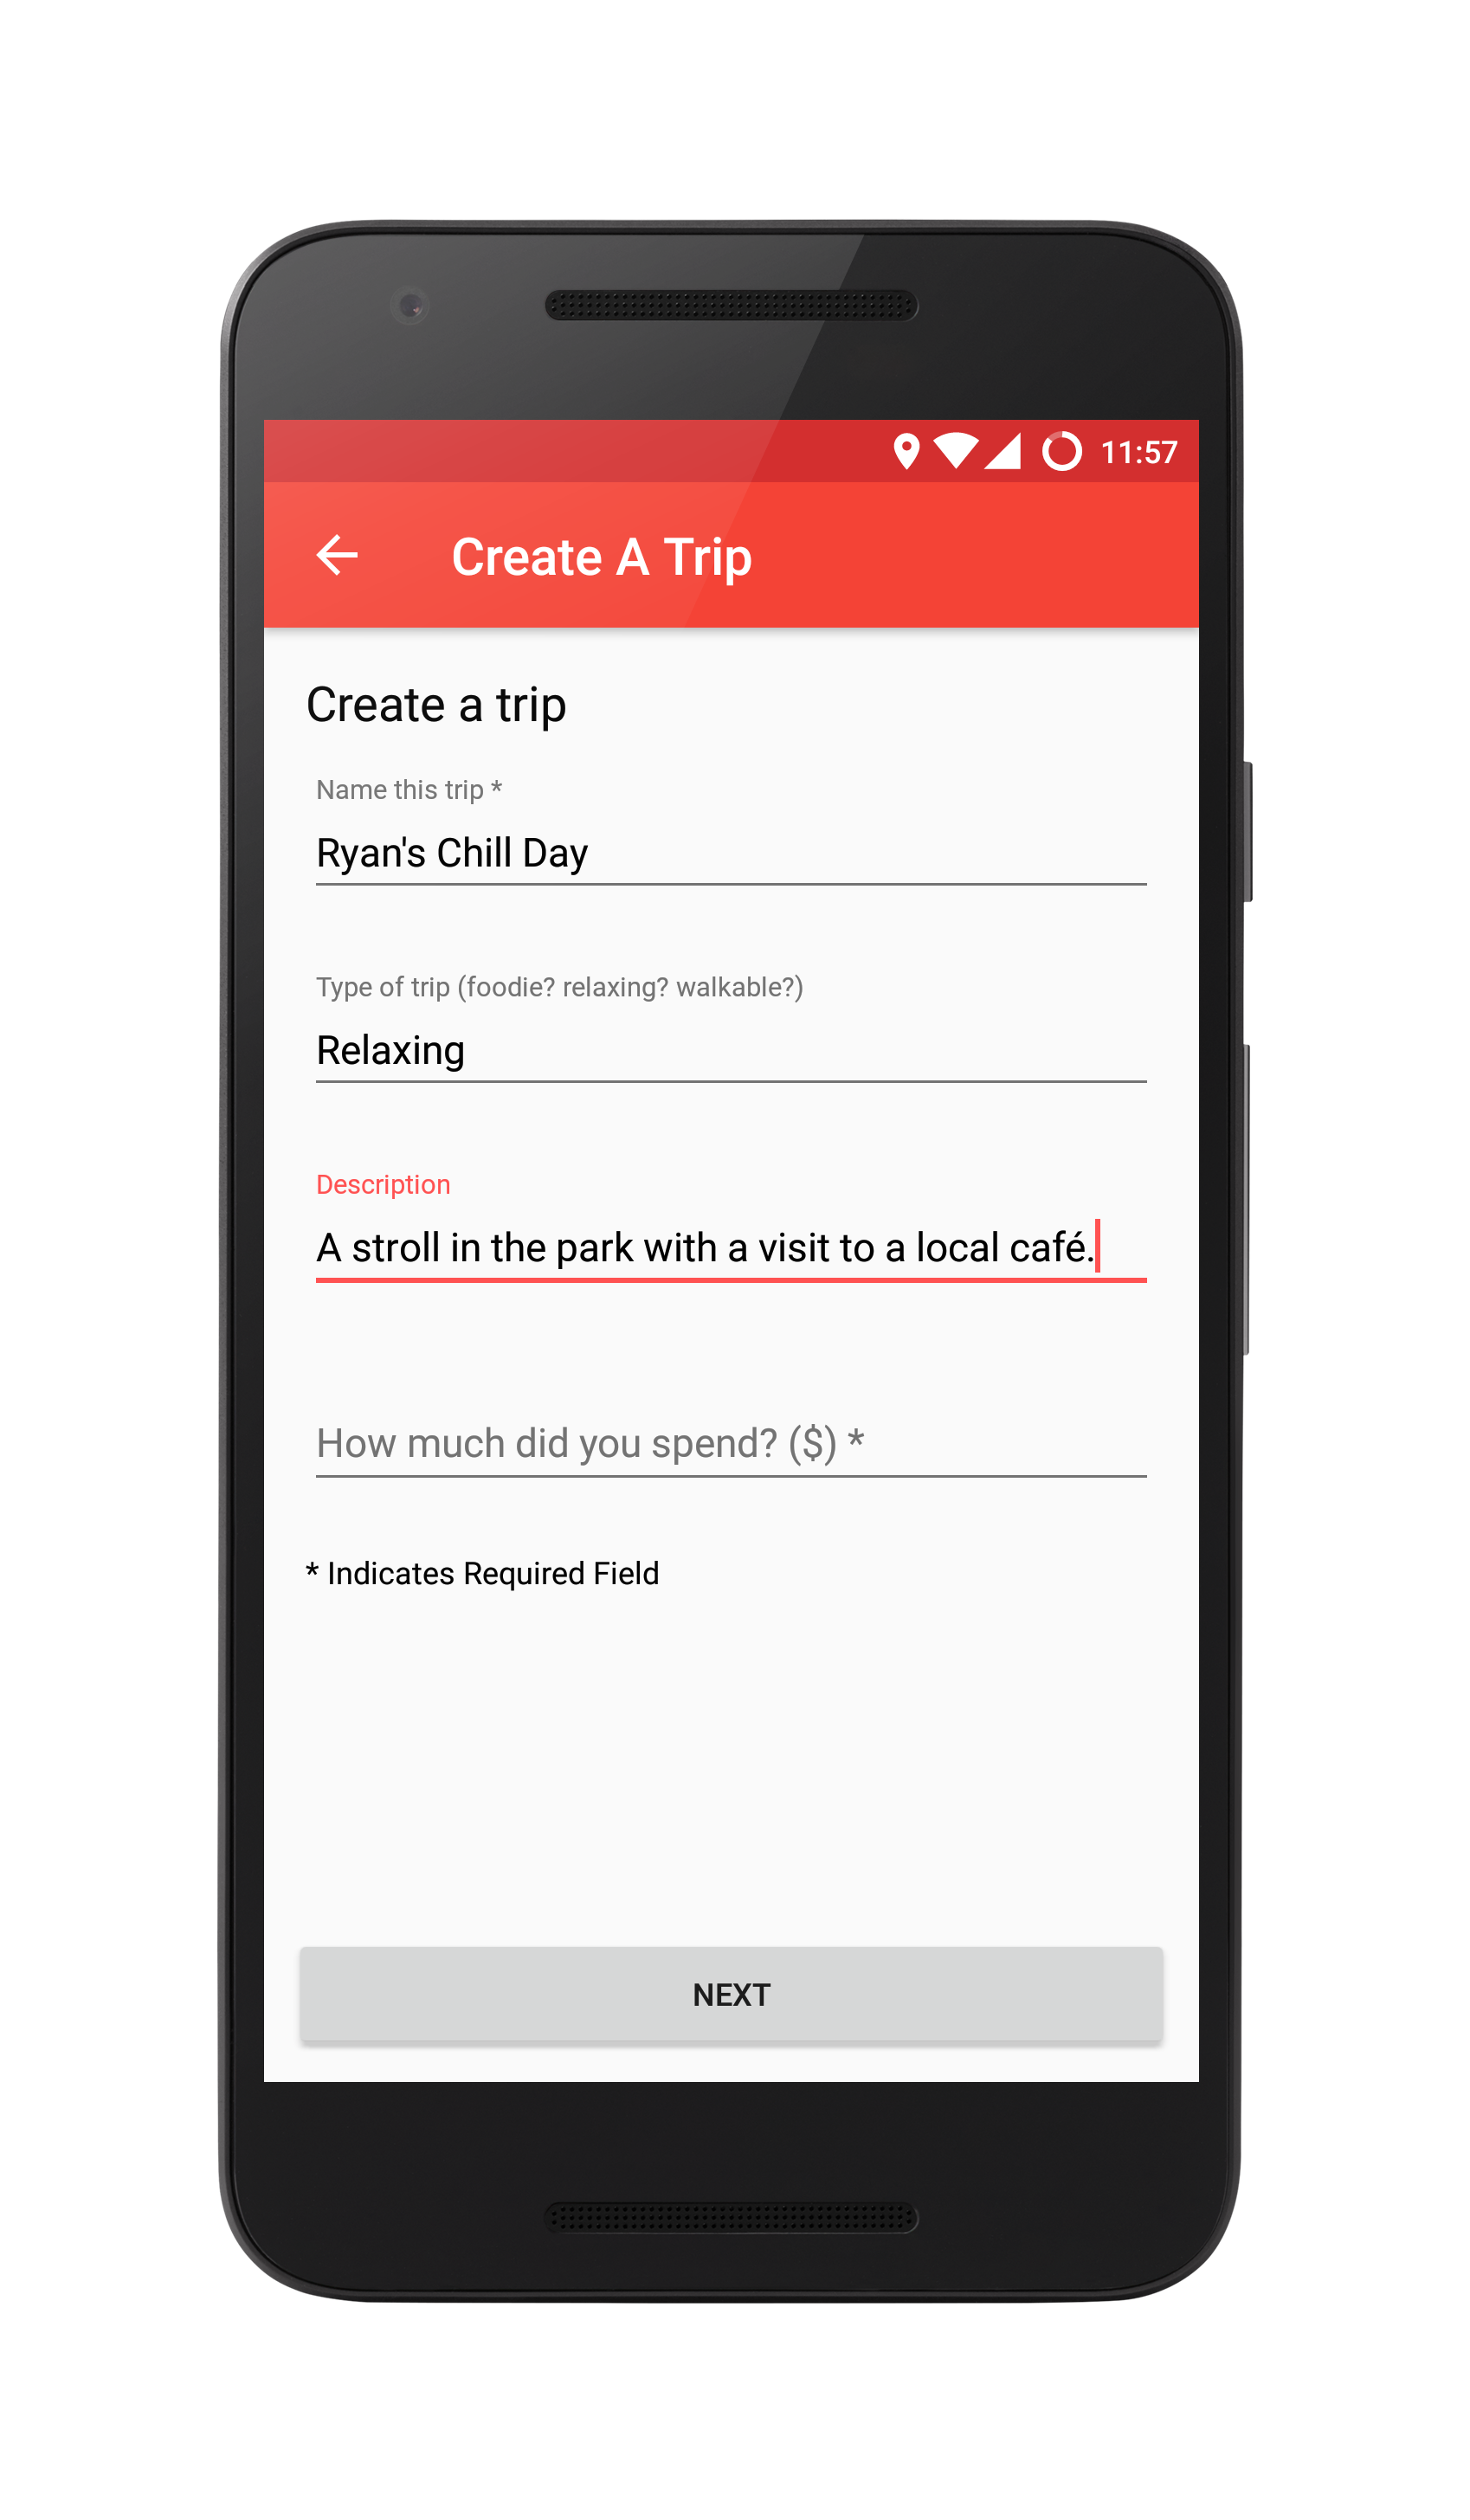 11:57
Create A Trip
Create a trip
Name this trip *
Ryan's Chill Day
Type of trip (foodie? relaxing? walkable?)
Relaxing
Description
A stroll in the park with a visit to a local café.
How much did you spend? ($) *
* Indicates Required Field
NEXT